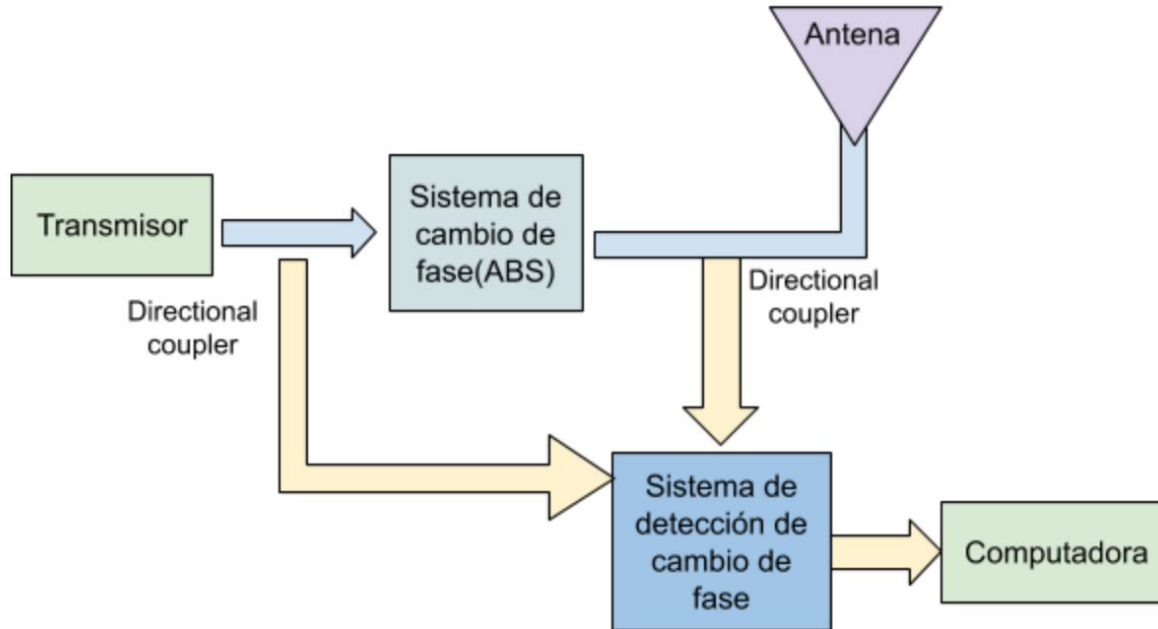 Antena
Transmisor
Sistema de
cambio de
fase(ABS)
Directional
coupler
Directional
coupler
Sistema de
detección de
cambio de
fase
Computadora